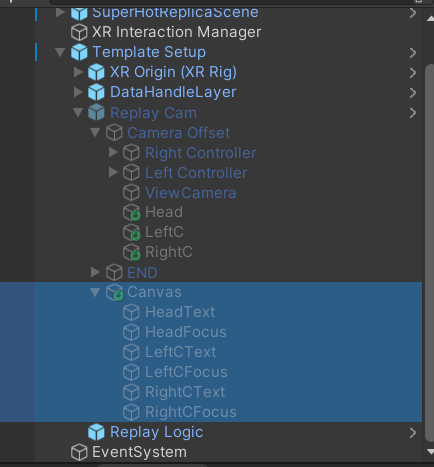 SuperHotReplicaScene
XR Interaction Manager
Template Setup
XR Origin (XR Rig)
DataHandleLayer
Replay Cam
Camera Offset
Right Controller
Left Controller
ViewCamera
Head
LeftC
RightC
END
Canvas
HeadText
HeadFocus
LeftCText
LeftCFocus
RightCText
RightCFocus
Replay Logic
EventSystem